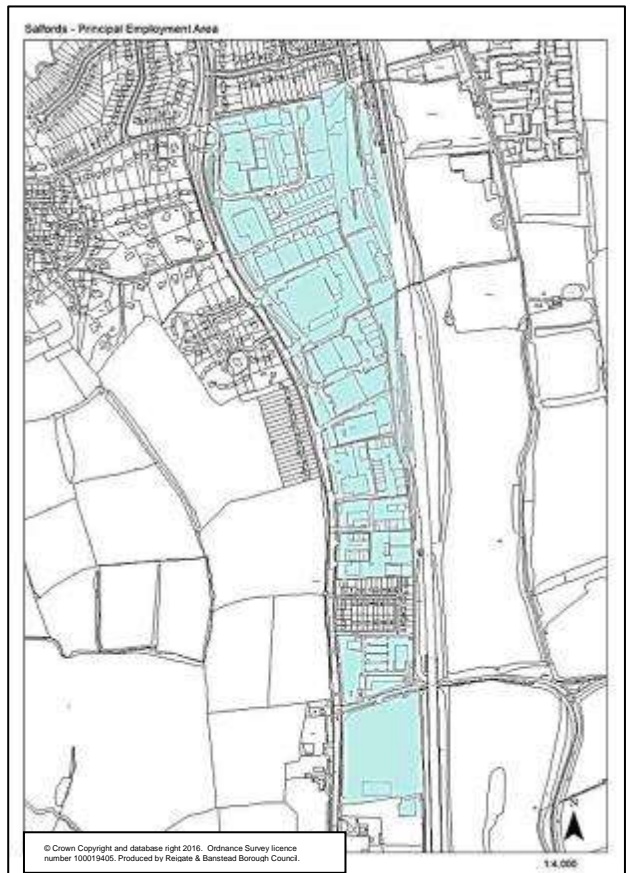 Salfords - Principal Employment Area
© Crown Copyright and database right 2016. Ordnance Survey licence
number 100019405. Produced by Reigate & Banstead Borough Council.
N
1:4,000